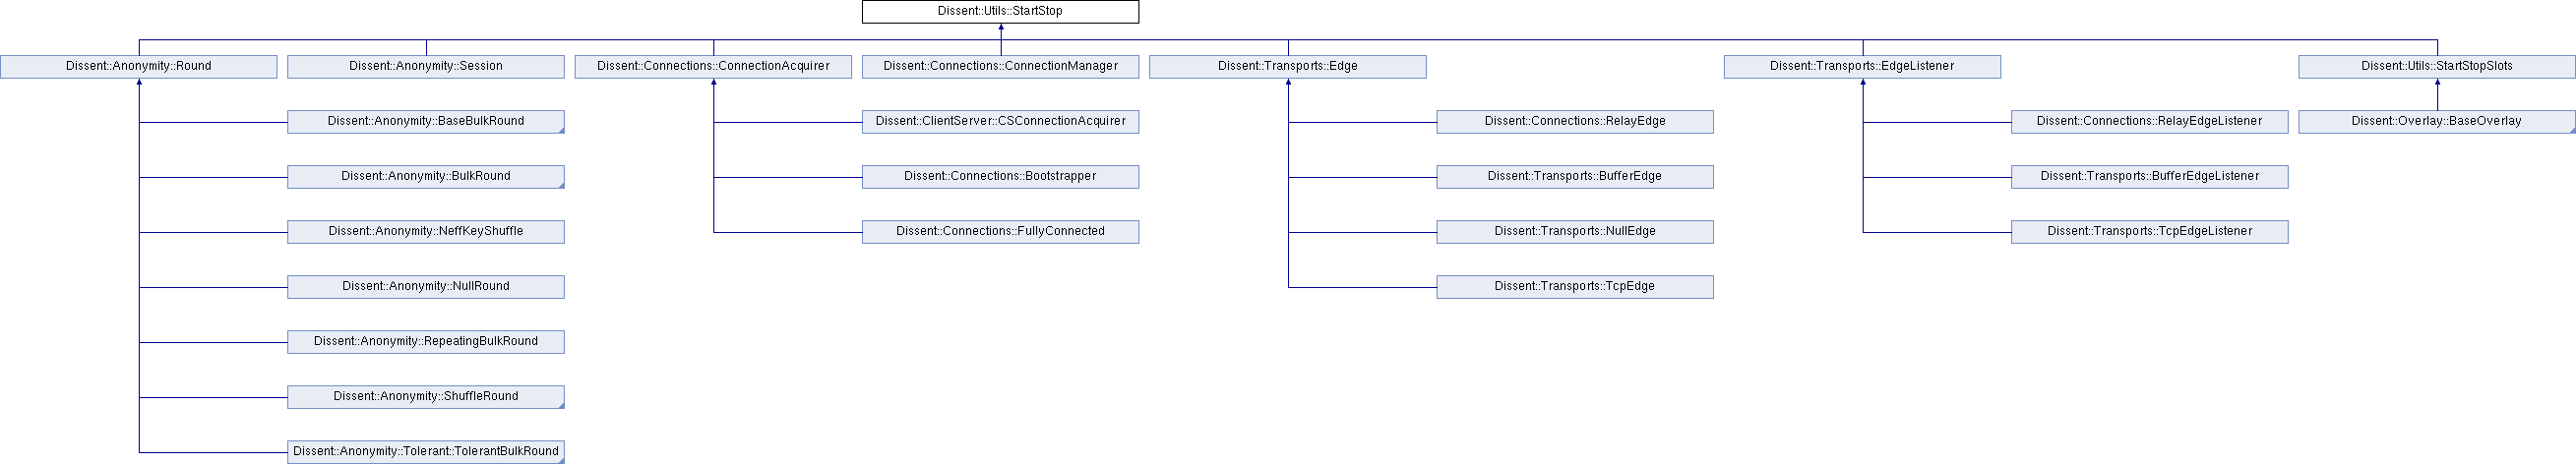 Dissent::Utils::StartStop
Dissent::Anonymity::Round
Dissent::Anonymity::Session
Dissent::Connections::ConnectionAcquirer
Dissent::Connections::ConnectionManager
Dissent::Transports::Edge
Dissent::Transports::EdgeListener
Dissent::Utils::StartStopSlots
Dissent::Anonymity::BaseBulkRound
Dissent::ClientServer::CSConnectionAcquirer
Dissent::Connections::RelayEdge
Dissent::Connections::RelayEdgeListener
Dissent::Overlay::BaseOverlay
Dissent::Anonymity::BulkRound
Dissent::Connections::Bootstrapper
Dissent::Transports::BufferEdge
Dissent::Transports::BufferEdgeListener
Dissent::Anonymity::NeffKeyShuffle
Dissent::Connections::FullyConnected
Dissent::Transports::NullEdge
Dissent::Transports::TcpEdgeListener
Dissent::Anonymity::NullRound
Dissent::Transports::TcpEdge
Dissent::Anonymity::RepeatingBulkRound
Dissent::Anonymity::ShuffleRound
Dissent::Anonymity::Tolerant::TolerantBulkRound